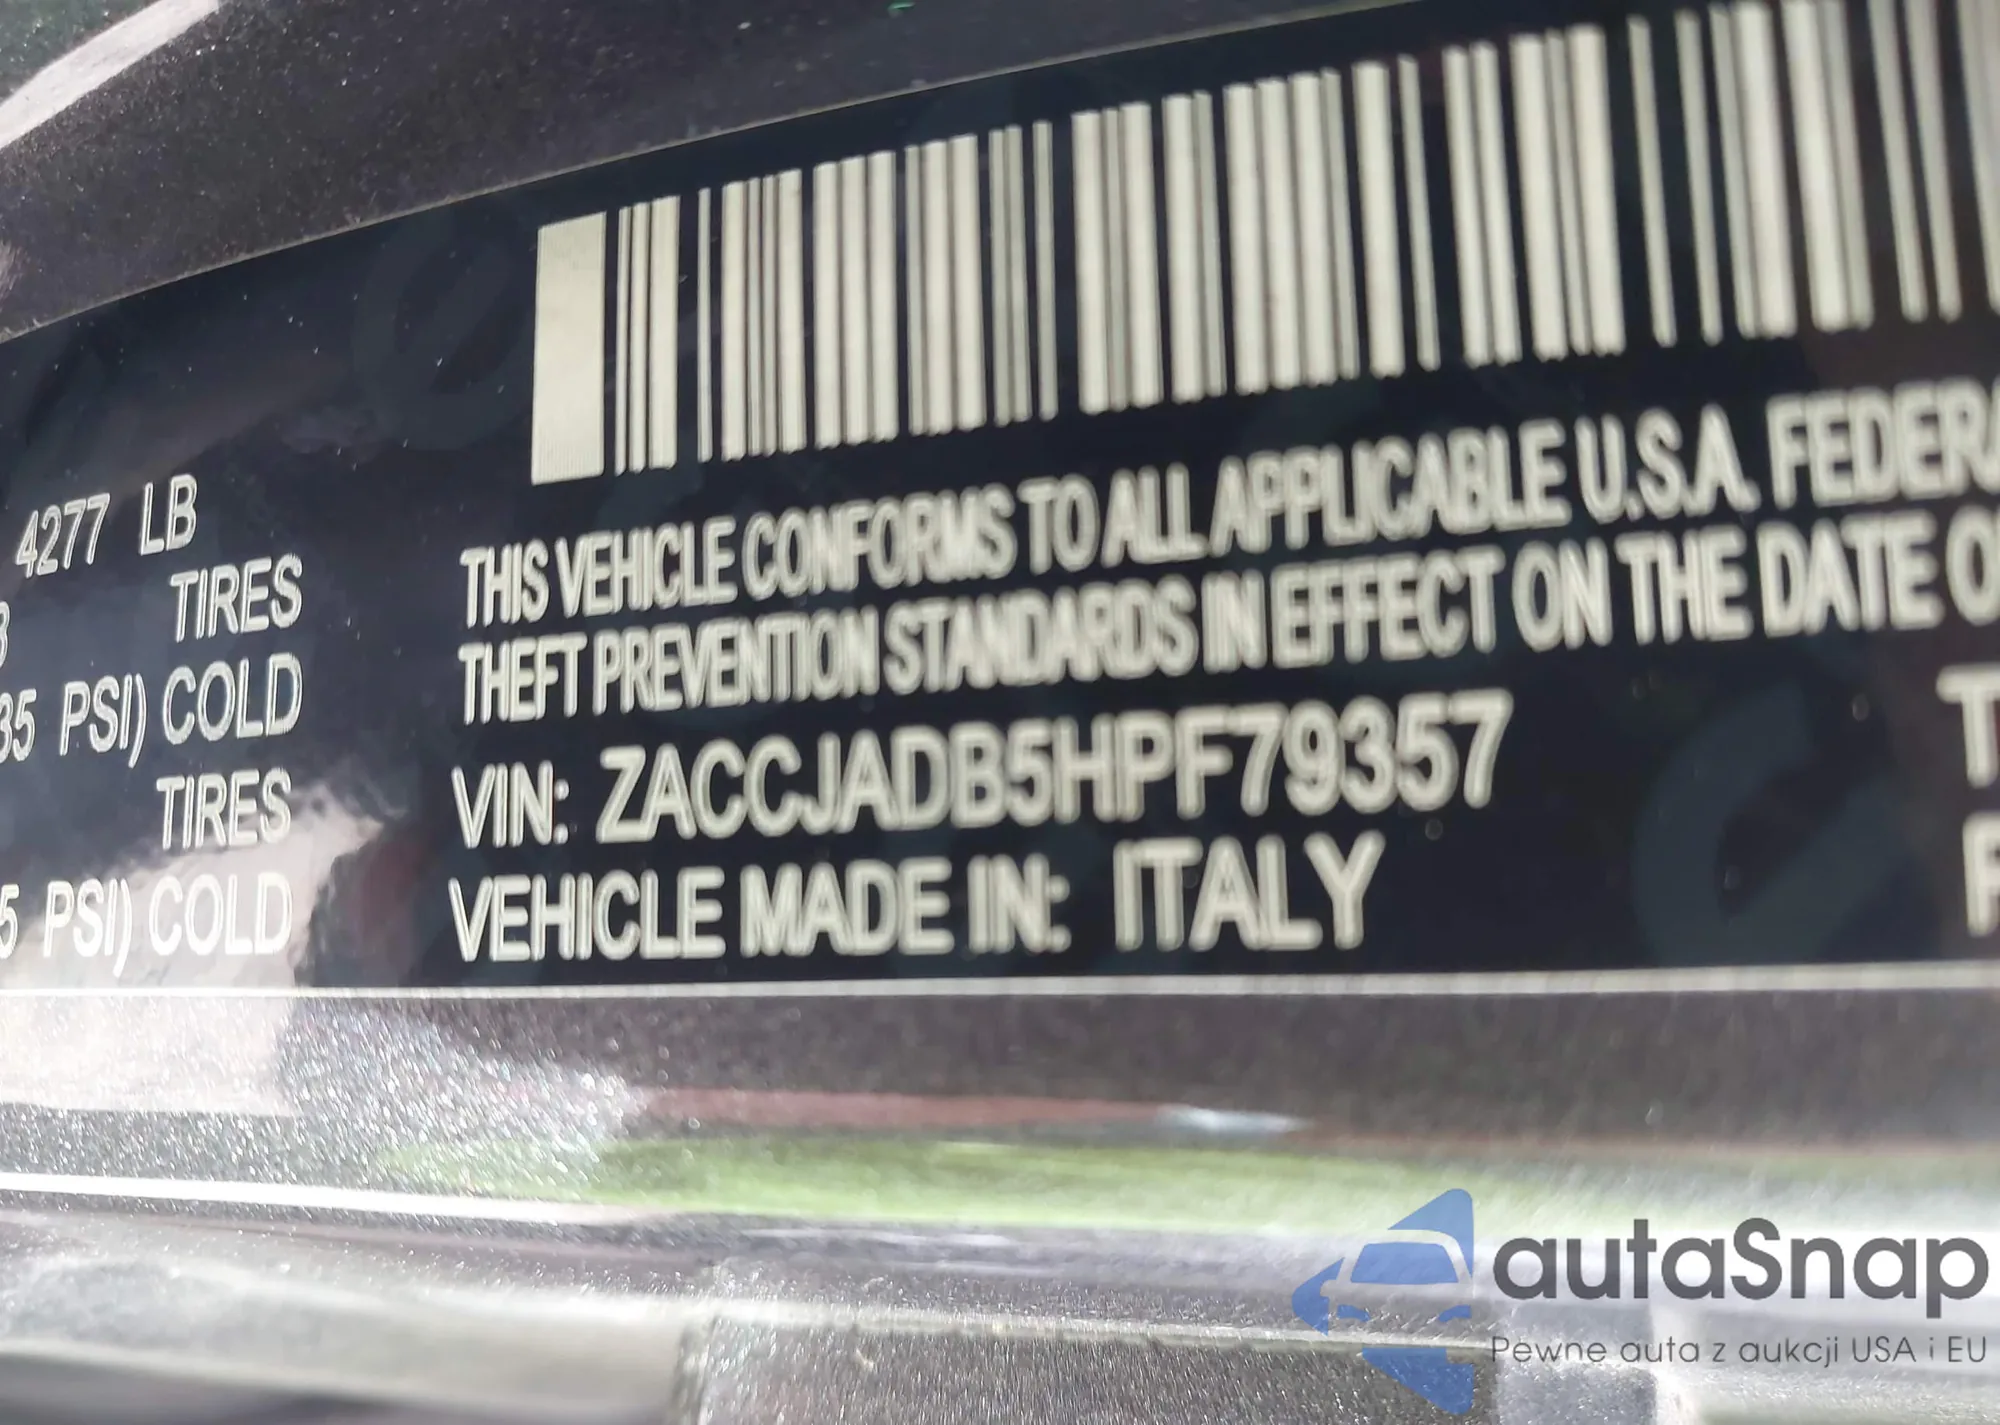 4277 LB
TIRES
35 PSI) COLD
TIRES
5 PSI) COLD
THIS VEHICLE CONFORMS TO ALL APPLICABLE U.S.A. FEDERA
THEFT PREVENTION STANDARDS IN EFFECT ON THE DATE O
VIN: ZACCJADB5HPF79357
VEHICLE MADE IN: ITALY
T
autaSnap
Pewne auta z aukcji USA i EU